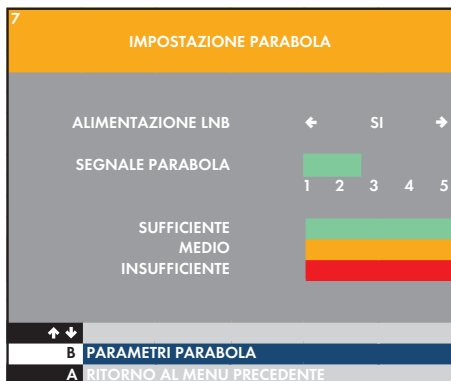 7
IMPOSTAZIONE PARABOLA
ALIMENTAZIONE LNB ← SI →
SEGNALE PARABOLA
1 2 3 4 5
SUFFICIENTE
MEDIO
INSUFFICIENTE
↑ ↓
B PARAMETRI PARABOLA
A RITORNO AL MENU PRECEDENTE